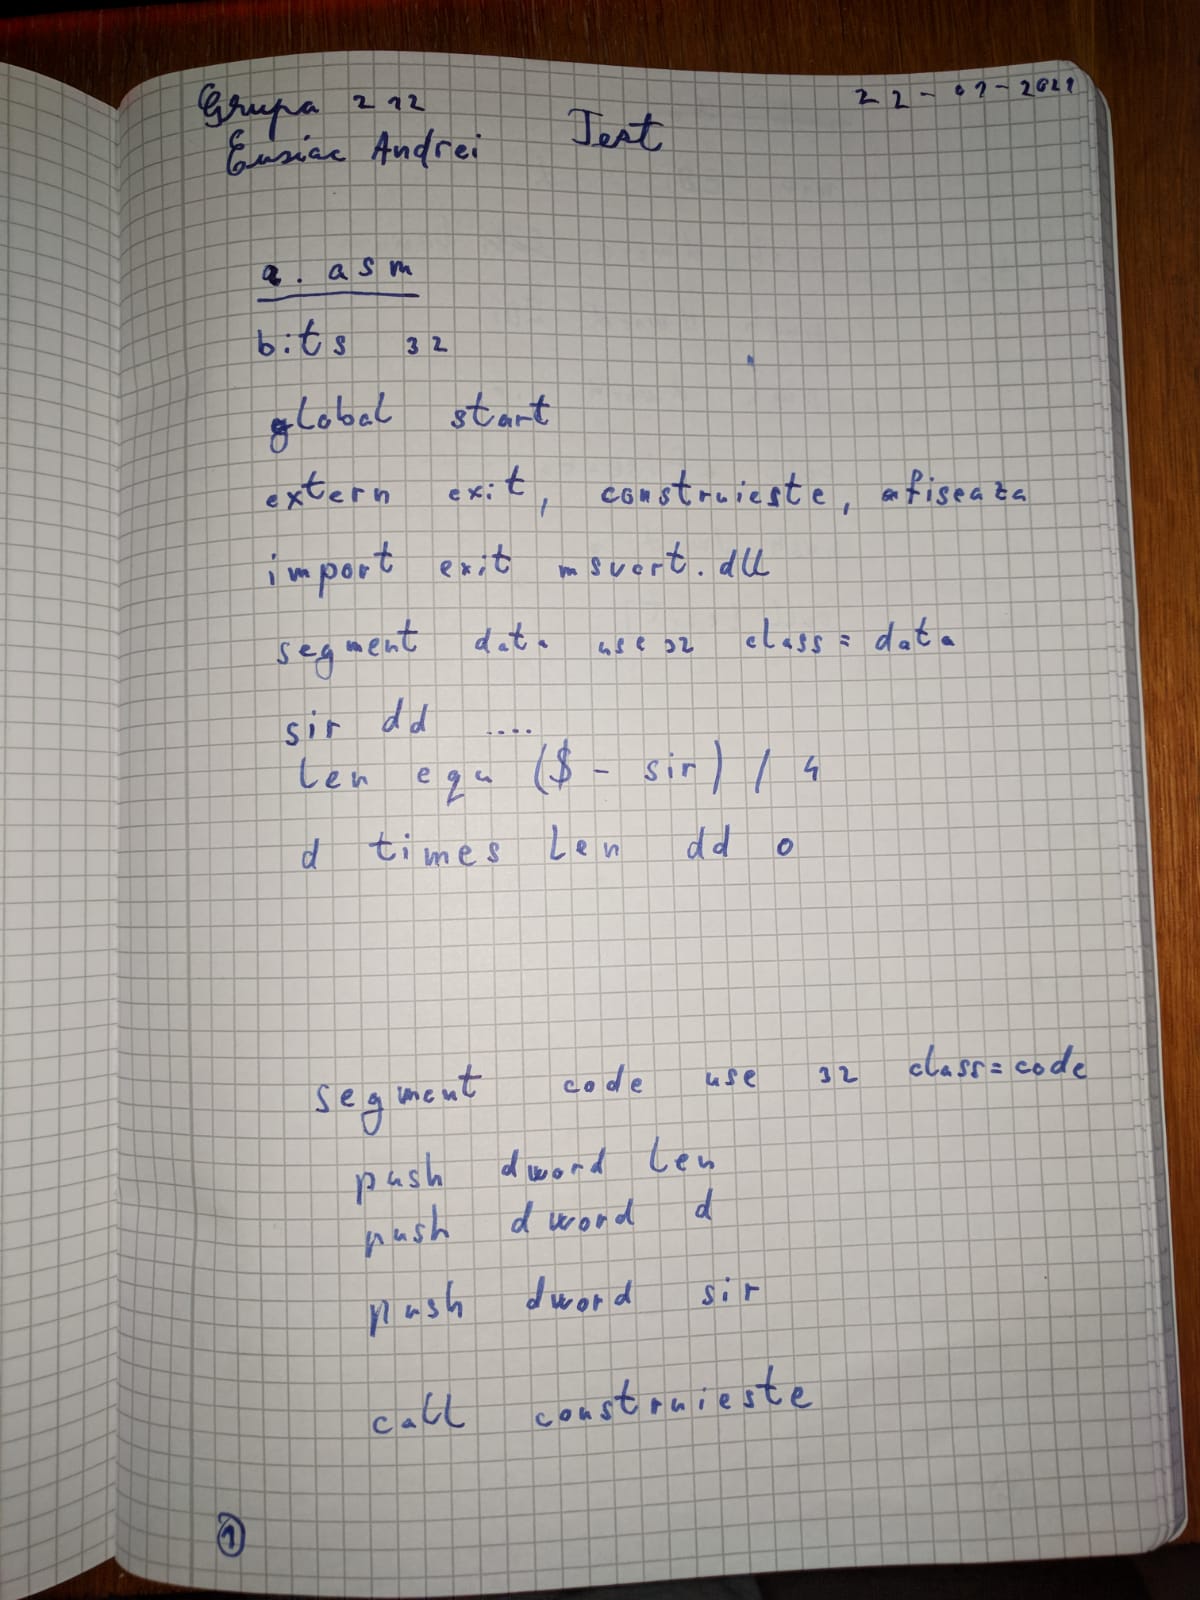 Grupa 212
22-01-2021
Test
Eusiac Andrei
a.asm
bits 32
global start
extern exit, construieste, afiseaza
import exit msvcrt.dll
segment data use32 class=data
sir dd ....
len equ ($ - sir) / 4
d times len dd 0
segment code use 32 class=code
push dword len
push dword d
push dword sir
call construieste
1